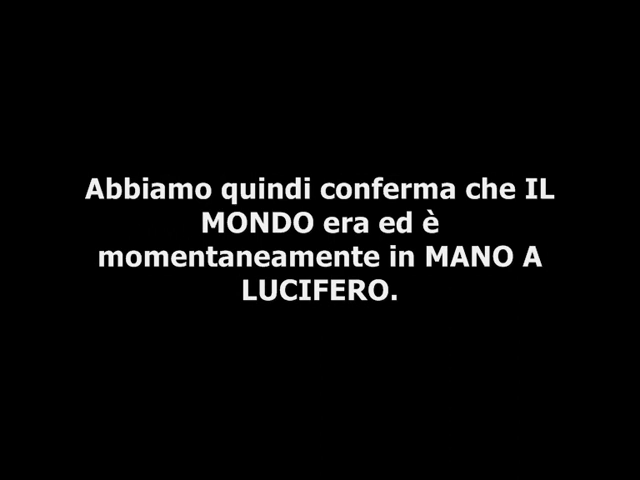 Abbiamo quindi conferma che IL
MONDO era ed è
momentaneamente in MANO A
LUCIFERO.